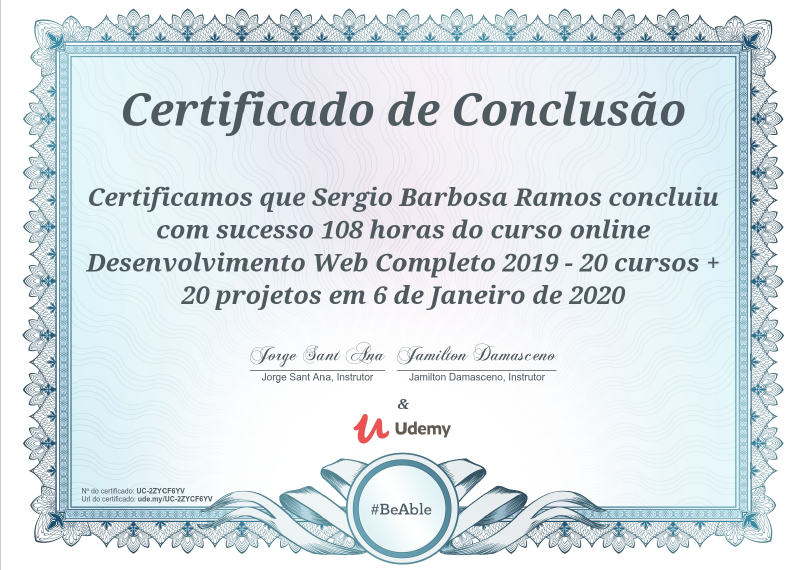 Certificado de Conclusão
Certificamos que Sergio Barbosa Ramos concluiu
com sucesso 108 horas do curso online
Desenvolvimento Web Completo 2019 - 20 cursos +
20 projetos em 6 de Janeiro de 2020
Jorge Sant Ana Jamilton Damasceno
Jorge Sant Ana, Instrutor Jamilton Damasceno, Instrutor
&
Udemy
Nº do certificado: UC-2ZYCF6YV
Url do certificado: ude.my/UC-2ZYCF6YV
#BeAble